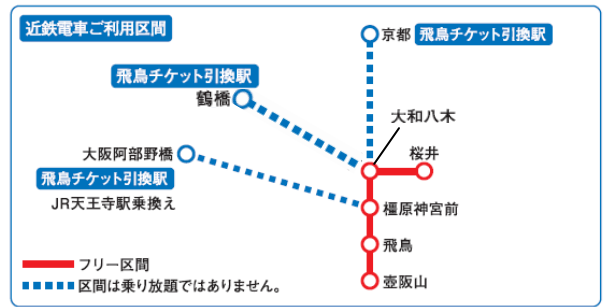 近鉄電車ご利用区間
京都 飛鳥チケット引換駅
飛鳥チケット引換駅
鶴橋
大和八木
大阪阿部野橋
桜井
飛鳥チケット引換駅
JR天王寺駅乗換え
橿原神宮前
飛鳥
フリー区間
壺阪山
区間は乗り放題ではありません。